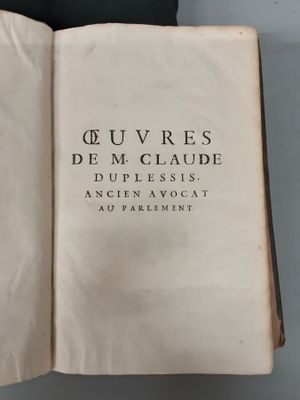 ŒUVRES
DE M. CLAUDE
DUPLESSIS.
ANCIEN AVOCAT
AU PARLEMENT